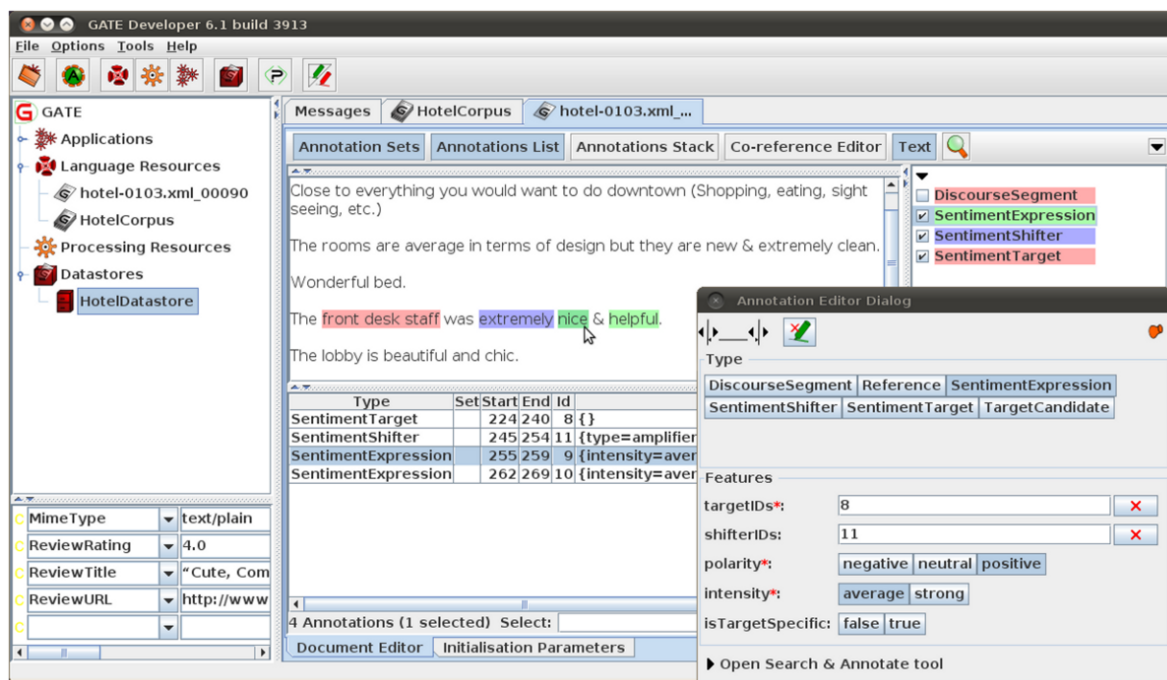 GATE Developer 6.1 build 3913
File Options Tools Help
GATE
Applications
Language Resources
hotel-0103.xml_00090
HotelCorpus
Processing Resources
Datastores
HotelDatastore
C MimeType text/plain
C ReviewRating 4.0
C ReviewTitle “Cute, Com
C ReviewURL http://www
C
Messages HotelCorpus hotel-0103.xml_...
Annotation Sets Annotations List Annotations Stack Co-reference Editor Text
Close to everything you would want to do downtown (Shopping, eating, sight
seeing, etc.)
The rooms are average in terms of design but they are new & extremely clean.
Wonderful bed.
The front desk staff was extremely nice & helpful.
The lobby is beautiful and chic.
DiscourseSegment
SentimentExpression
SentimentShifter
SentimentTarget
Type Set Start End Id
SentimentTarget 224 240 8 {}
SentimentShifter 245 254 11 {type=amplifier
SentimentExpression 255 259 9 {intensity=aver
SentimentExpression 262 269 10 {intensity=aver
4 Annotations (1 selected) Select:
Document Editor Initialisation Parameters
Annotation Editor Dialog
Type
DiscourseSegment Reference SentimentExpression
SentimentShifter SentimentTarget TargetCandidate
Features
targetIDs*: 8
shifterIDs: 11
polarity*: negative neutral positive
intensity*: average strong
isTargetSpecific: false true
Open Search & Annotate tool